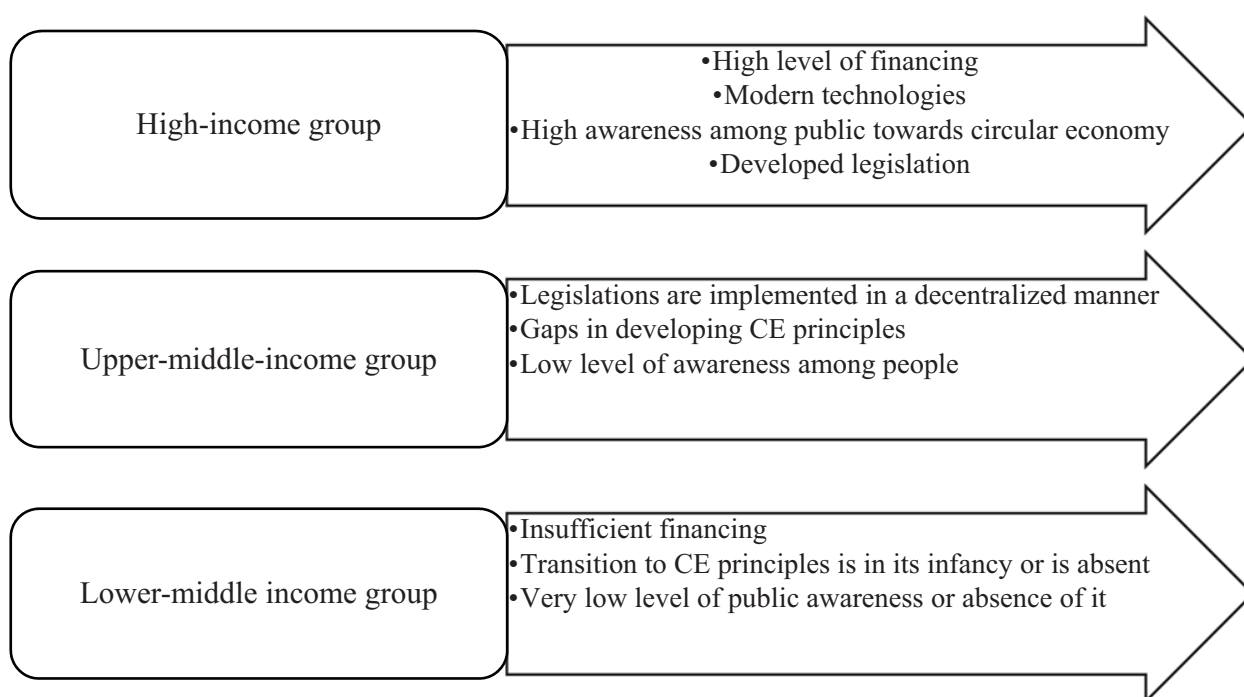 High-income group
•High level of financing
•Modern technologies
•High awareness among public towards circular economy
•Developed legislation
Upper-middle-income group
•Legislations are implemented in a decentralized manner
•Gaps in developing CE principles
•Low level of awareness among people
Lower-middle income group
•Insufficient financing
•Transition to CE principles is in its infancy or is absent
•Very low level of public awareness or absence of it